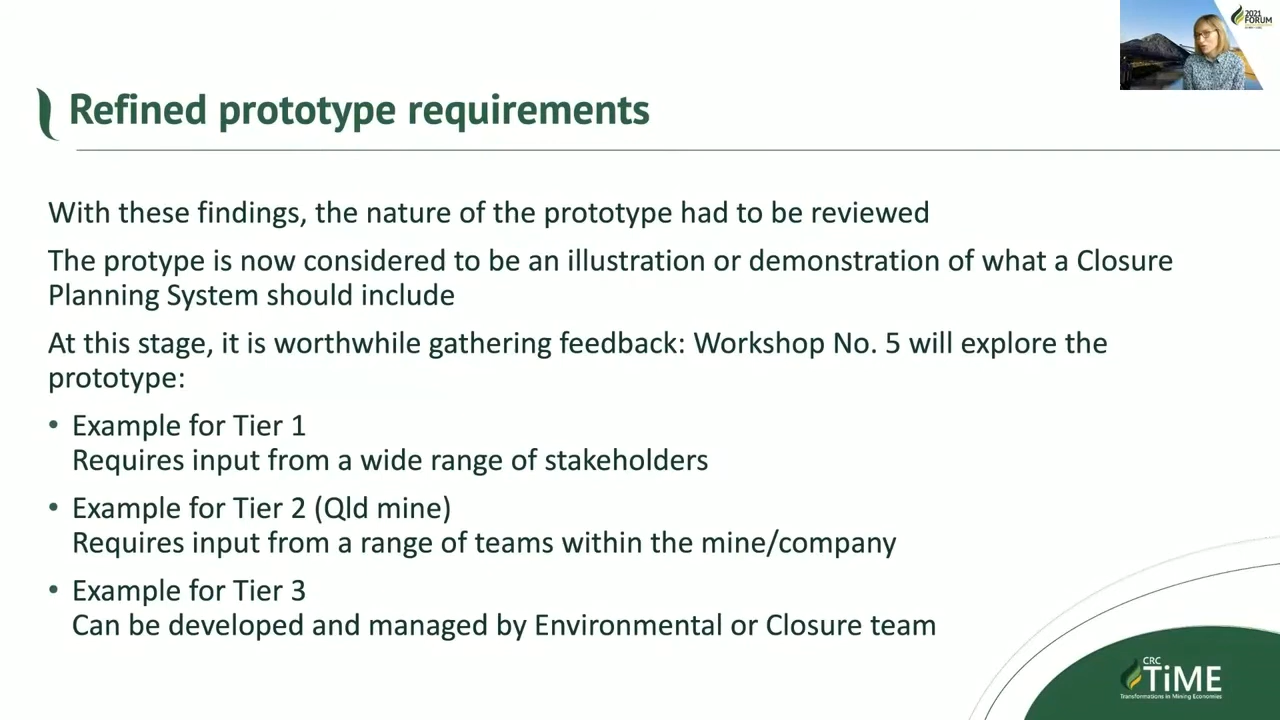 2021
FORUM
Refined prototype requirements
With these findings, the nature of the prototype had to be reviewed
The protype is now considered to be an illustration or demonstration of what a Closure
Planning System should include
At this stage, it is worthwhile gathering feedback: Workshop No. 5 will explore the
prototype:
• Example for Tier 1
Requires input from a wide range of stakeholders
• Example for Tier 2 (Qld mine)
Requires input from a range of teams within the mine/company
• Example for Tier 3
Can be developed and managed by Environmental or Closure team
CRC
TiME
Transformations in Mining Economies